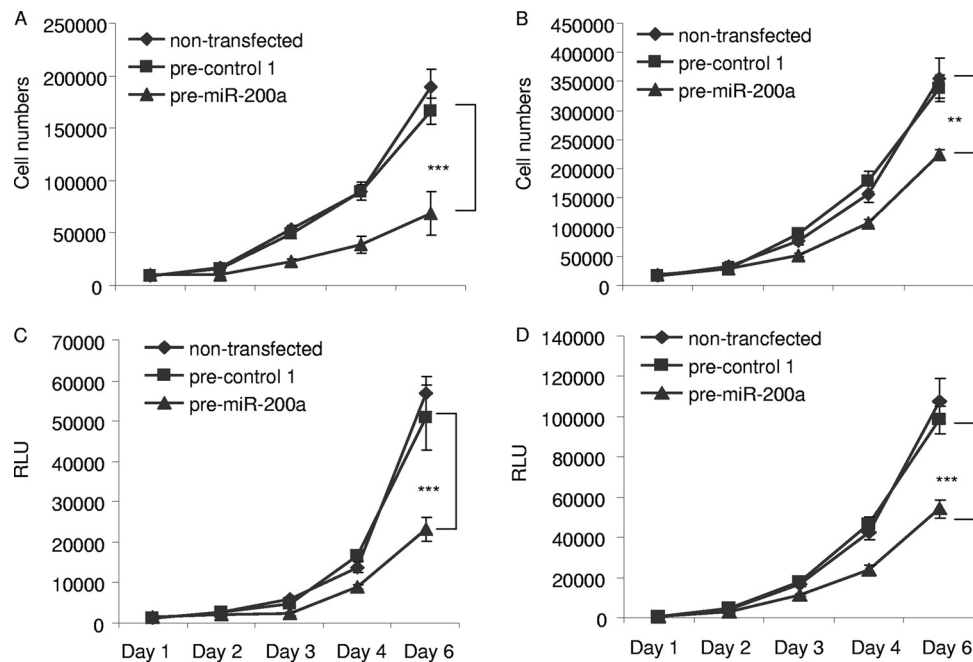 A
250000
200000
150000
100000
50000
0
Cell numbers
non-transfected
pre-control 1
pre-miR-200a
***
B
450000
400000
350000
300000
250000
200000
150000
100000
50000
0
Cell numbers
non-transfected
pre-control 1
pre-miR-200a
**
C
70000
60000
50000
40000
30000
20000
10000
0
RLU
non-transfected
pre-control 1
pre-miR-200a
***
Day 1 Day 2 Day 3 Day 4 Day 6
D
140000
120000
100000
80000
60000
40000
20000
0
RLU
non-trancfected
pre-control 1
pre-miR-200a
***
Day 1 Day 2 Day 3 Day 4 Day 6